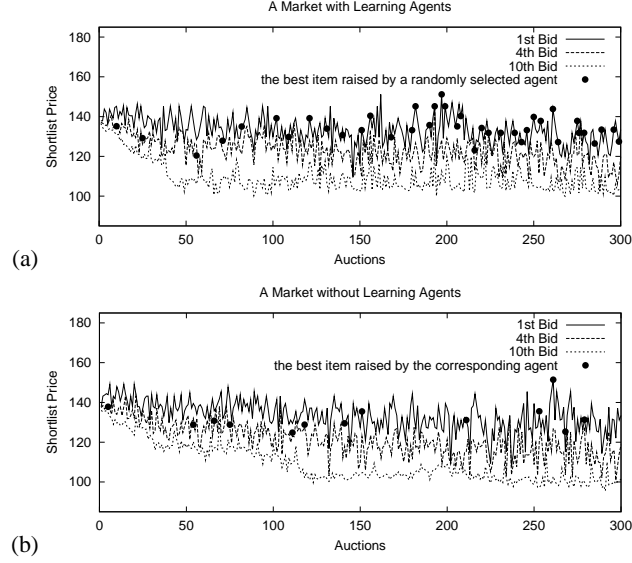 A Market with Learning Agents
180
160
140
120
100
Shortlist Price
1st Bid
4th Bid
10th Bid
the best item raised by a randomly selected agent
0 50 100 150 200 250 300
Auctions
(a)
A Market without Learning Agents
180
160
140
120
100
Shortlist Price
1st Bid
4th Bid
10th Bid
the best item raised by the corresponding agent
0 50 100 150 200 250 300
Auctions
(b)